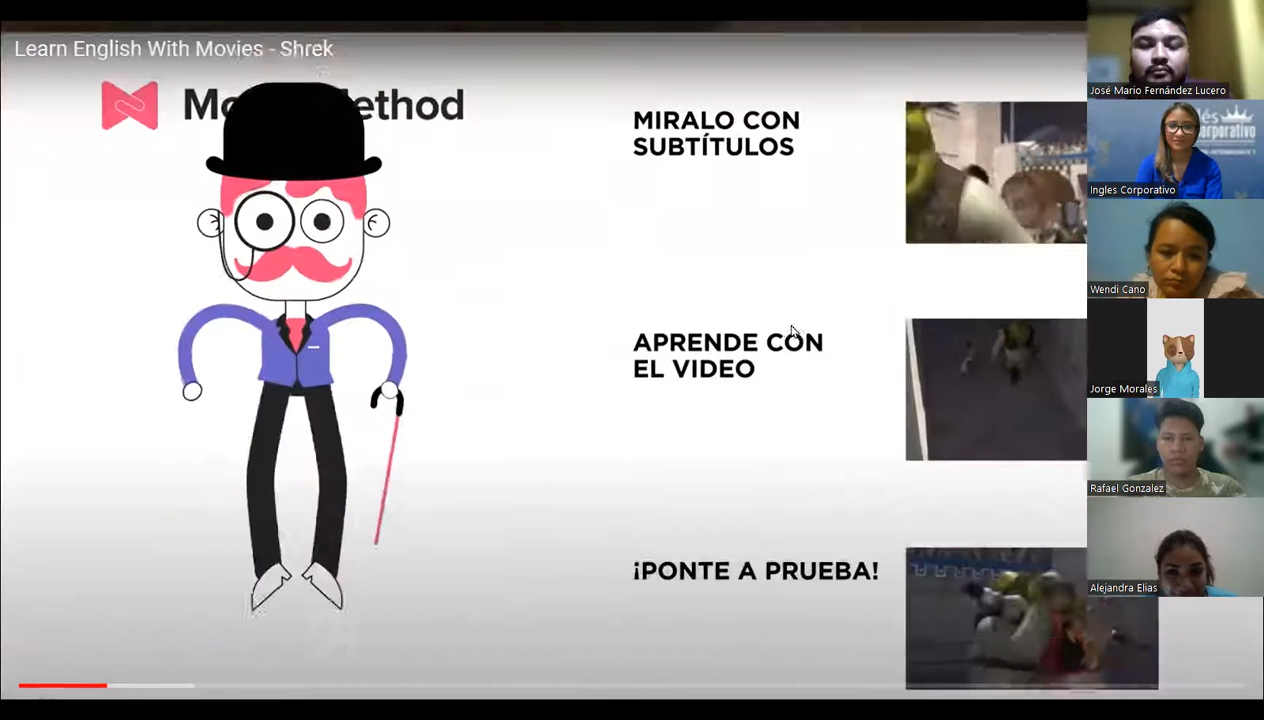 Learn English With Movies - Shrek
ethod
MIRALO CON
SUBTÍTULOS
APRENDE CON
EL VIDEO
¡PONTE A PRUEBA!
José Mario Fernández Lucero
Ingles Corporativo
Wendi Cano
Jorge Morales
Rafael Gonzalez
Alejandra Elias